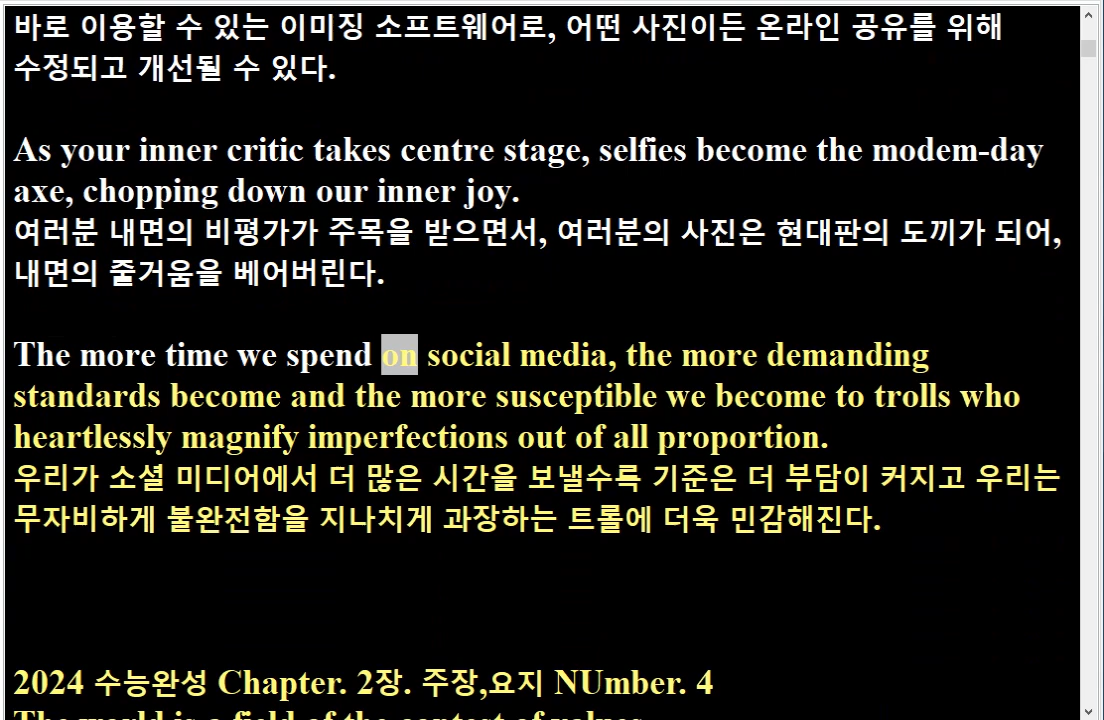 바로 이용할 수 있는 이미징 소프트웨어로, 어떤 사진이든 온라인 공유를 위해
수정되고 개선될 수 있다.
As your inner critic takes centre stage, selfies become the modem-day
axe, chopping down our inner joy.
여러분 내면의 비평가가 주목을 받으면서, 여러분의 사진은 현대판의 도끼가 되어,
내면의 줄거움을 베어버린다.
The more time we spend on social media, the more demanding
standards become and the more susceptible we become to trolls who
heartlessly magnify imperfections out of all proportion.
우리가 소셜 미디어에서 더 많은 시간을 보낼수록 기준은 더 부담이 커지고 우리는
무자비하게 불완전함을 지나치게 과장하는 트롤에 더욱 민감해진다.
2024 수능완성 Chapter. 2장. 주장,요지 NUmber. 4
The world is a field of the contest of values